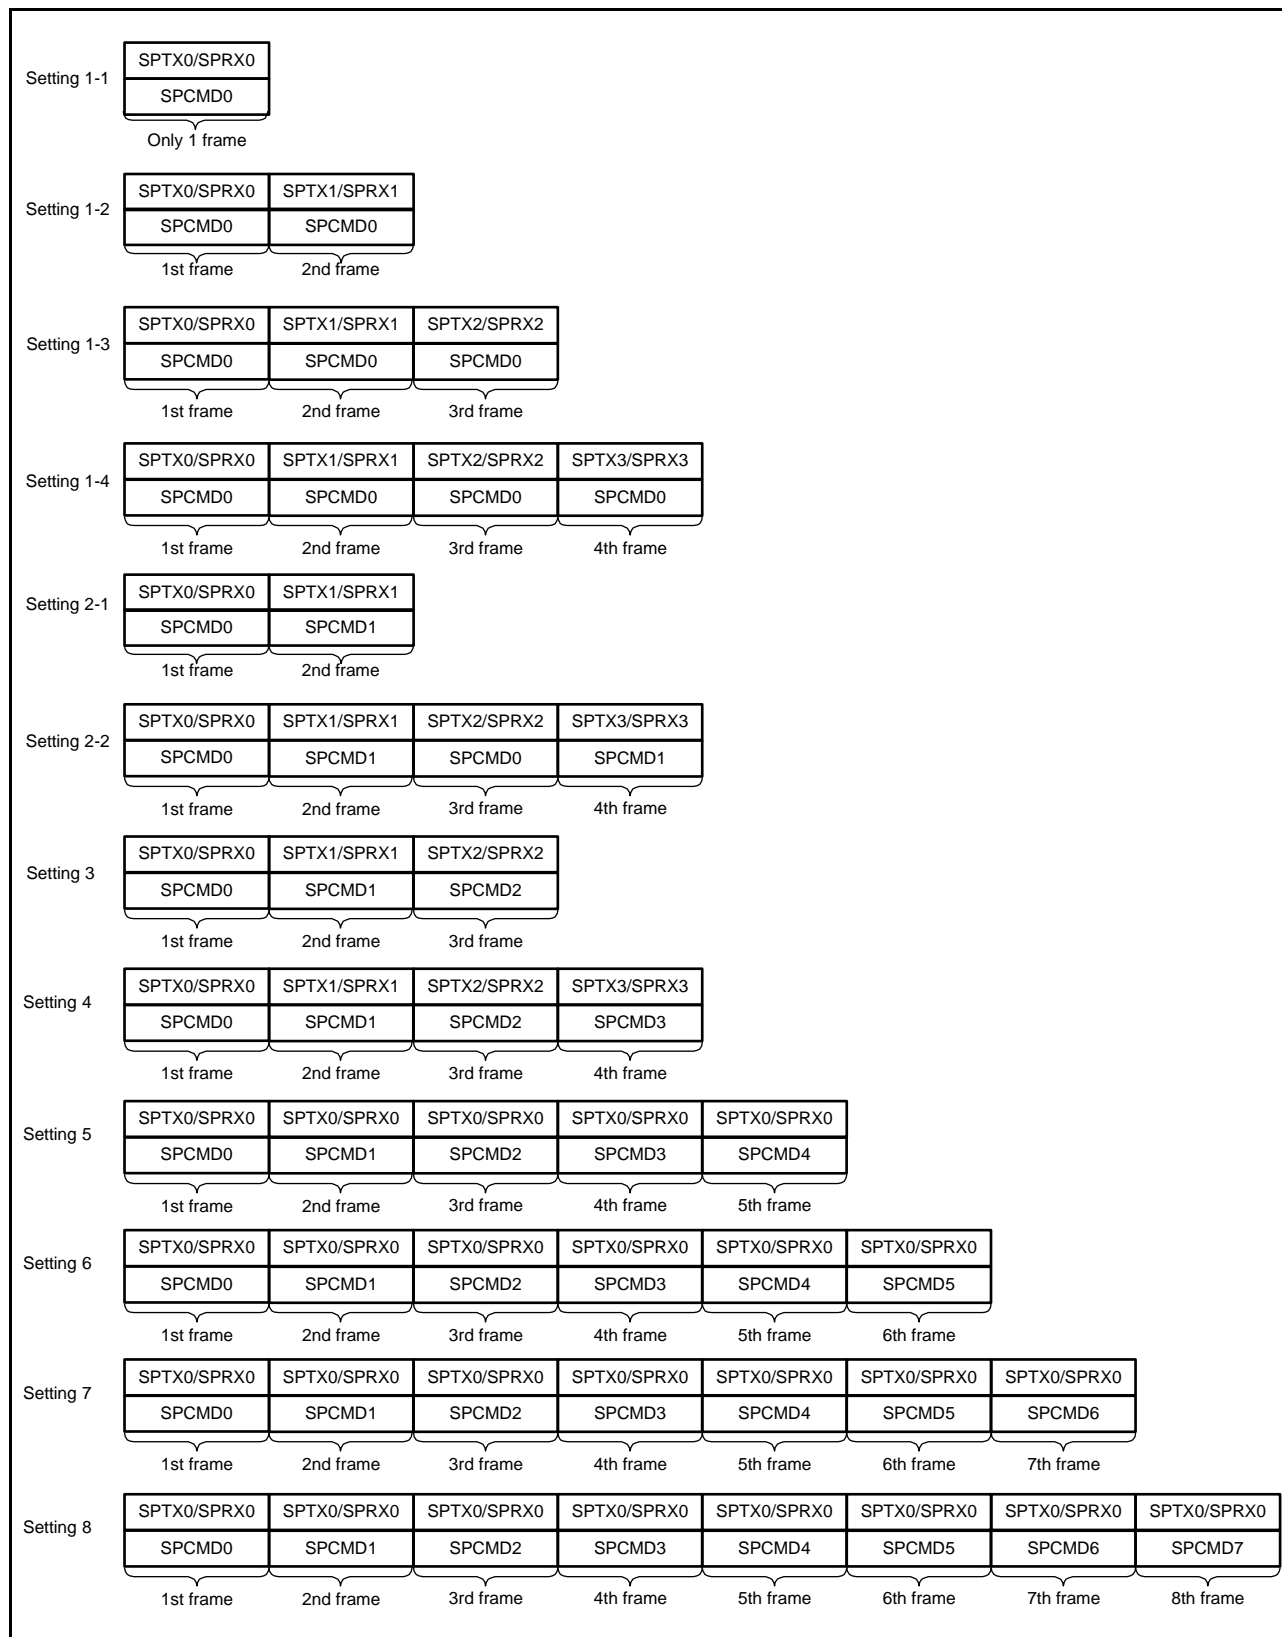 SPTX0/SPRX0
Setting 1-1
SPCMD0
Only 1 frame
SPTX0/SPRX0 SPTX1/SPRX1
Setting 1-2
SPCMD0 SPCMD0
1st frame 2nd frame
SPTX0/SPRX0 SPTX1/SPRX1 SPTX2/SPRX2
Setting 1-3
SPCMD0 SPCMD0 SPCMD0
1st frame 2nd frame 3rd frame
SPTX0/SPRX0 SPTX1/SPRX1 SPTX2/SPRX2 SPTX3/SPRX3
Setting 1-4
SPCMD0 SPCMD0 SPCMD0 SPCMD0
1st frame 2nd frame 3rd frame 4th frame
SPTX0/SPRX0 SPTX1/SPRX1
Setting 2-1
SPCMD0 SPCMD1
1st frame 2nd frame
SPTX0/SPRX0 SPTX1/SPRX1 SPTX2/SPRX2 SPTX3/SPRX3
Setting 2-2
SPCMD0 SPCMD1 SPCMD0 SPCMD1
1st frame 2nd frame 3rd frame 4th frame
SPTX0/SPRX0 SPTX1/SPRX1 SPTX2/SPRX2
Setting 3
SPCMD0 SPCMD1 SPCMD2
1st frame 2nd frame 3rd frame
SPTX0/SPRX0 SPTX1/SPRX1 SPTX2/SPRX2 SPTX3/SPRX3
Setting 4
SPCMD0 SPCMD1 SPCMD2 SPCMD3
1st frame 2nd frame 3rd frame 4th frame
SPTX0/SPRX0 SPTX0/SPRX0 SPTX0/SPRX0 SPTX0/SPRX0 SPTX0/SPRX0
Setting 5
SPCMD0 SPCMD1 SPCMD2 SPCMD3 SPCMD4
1st frame 2nd frame 3rd frame 4th frame 5th frame
SPTX0/SPRX0 SPTX0/SPRX0 SPTX0/SPRX0 SPTX0/SPRX0 SPTX0/SPRX0 SPTX0/SPRX0
Setting 6
SPCMD0 SPCMD1 SPCMD2 SPCMD3 SPCMD4 SPCMD5
1st frame 2nd frame 3rd frame 4th frame 5th frame 6th frame
SPTX0/SPRX0 SPTX0/SPRX0 SPTX0/SPRX0 SPTX0/SPRX0 SPTX0/SPRX0 SPTX0/SPRX0 SPTX0/SPRX0
Setting 7
SPCMD0 SPCMD1 SPCMD2 SPCMD3 SPCMD4 SPCMD5 SPCMD6
1st frame 2nd frame 3rd frame 4th frame 5th frame 6th frame 7th frame
SPTX0/SPRX0 SPTX0/SPRX0 SPTX0/SPRX0 SPTX0/SPRX0 SPTX0/SPRX0 SPTX0/SPRX0 SPTX0/SPRX0 SPTX0/SPRX0
Setting 8
SPCMD0 SPCMD1 SPCMD2 SPCMD3 SPCMD4 SPCMD5 SPCMD6 SPCMD7
1st frame 2nd frame 3rd frame 4th frame 5th frame 6th frame 7th frame 8th frame